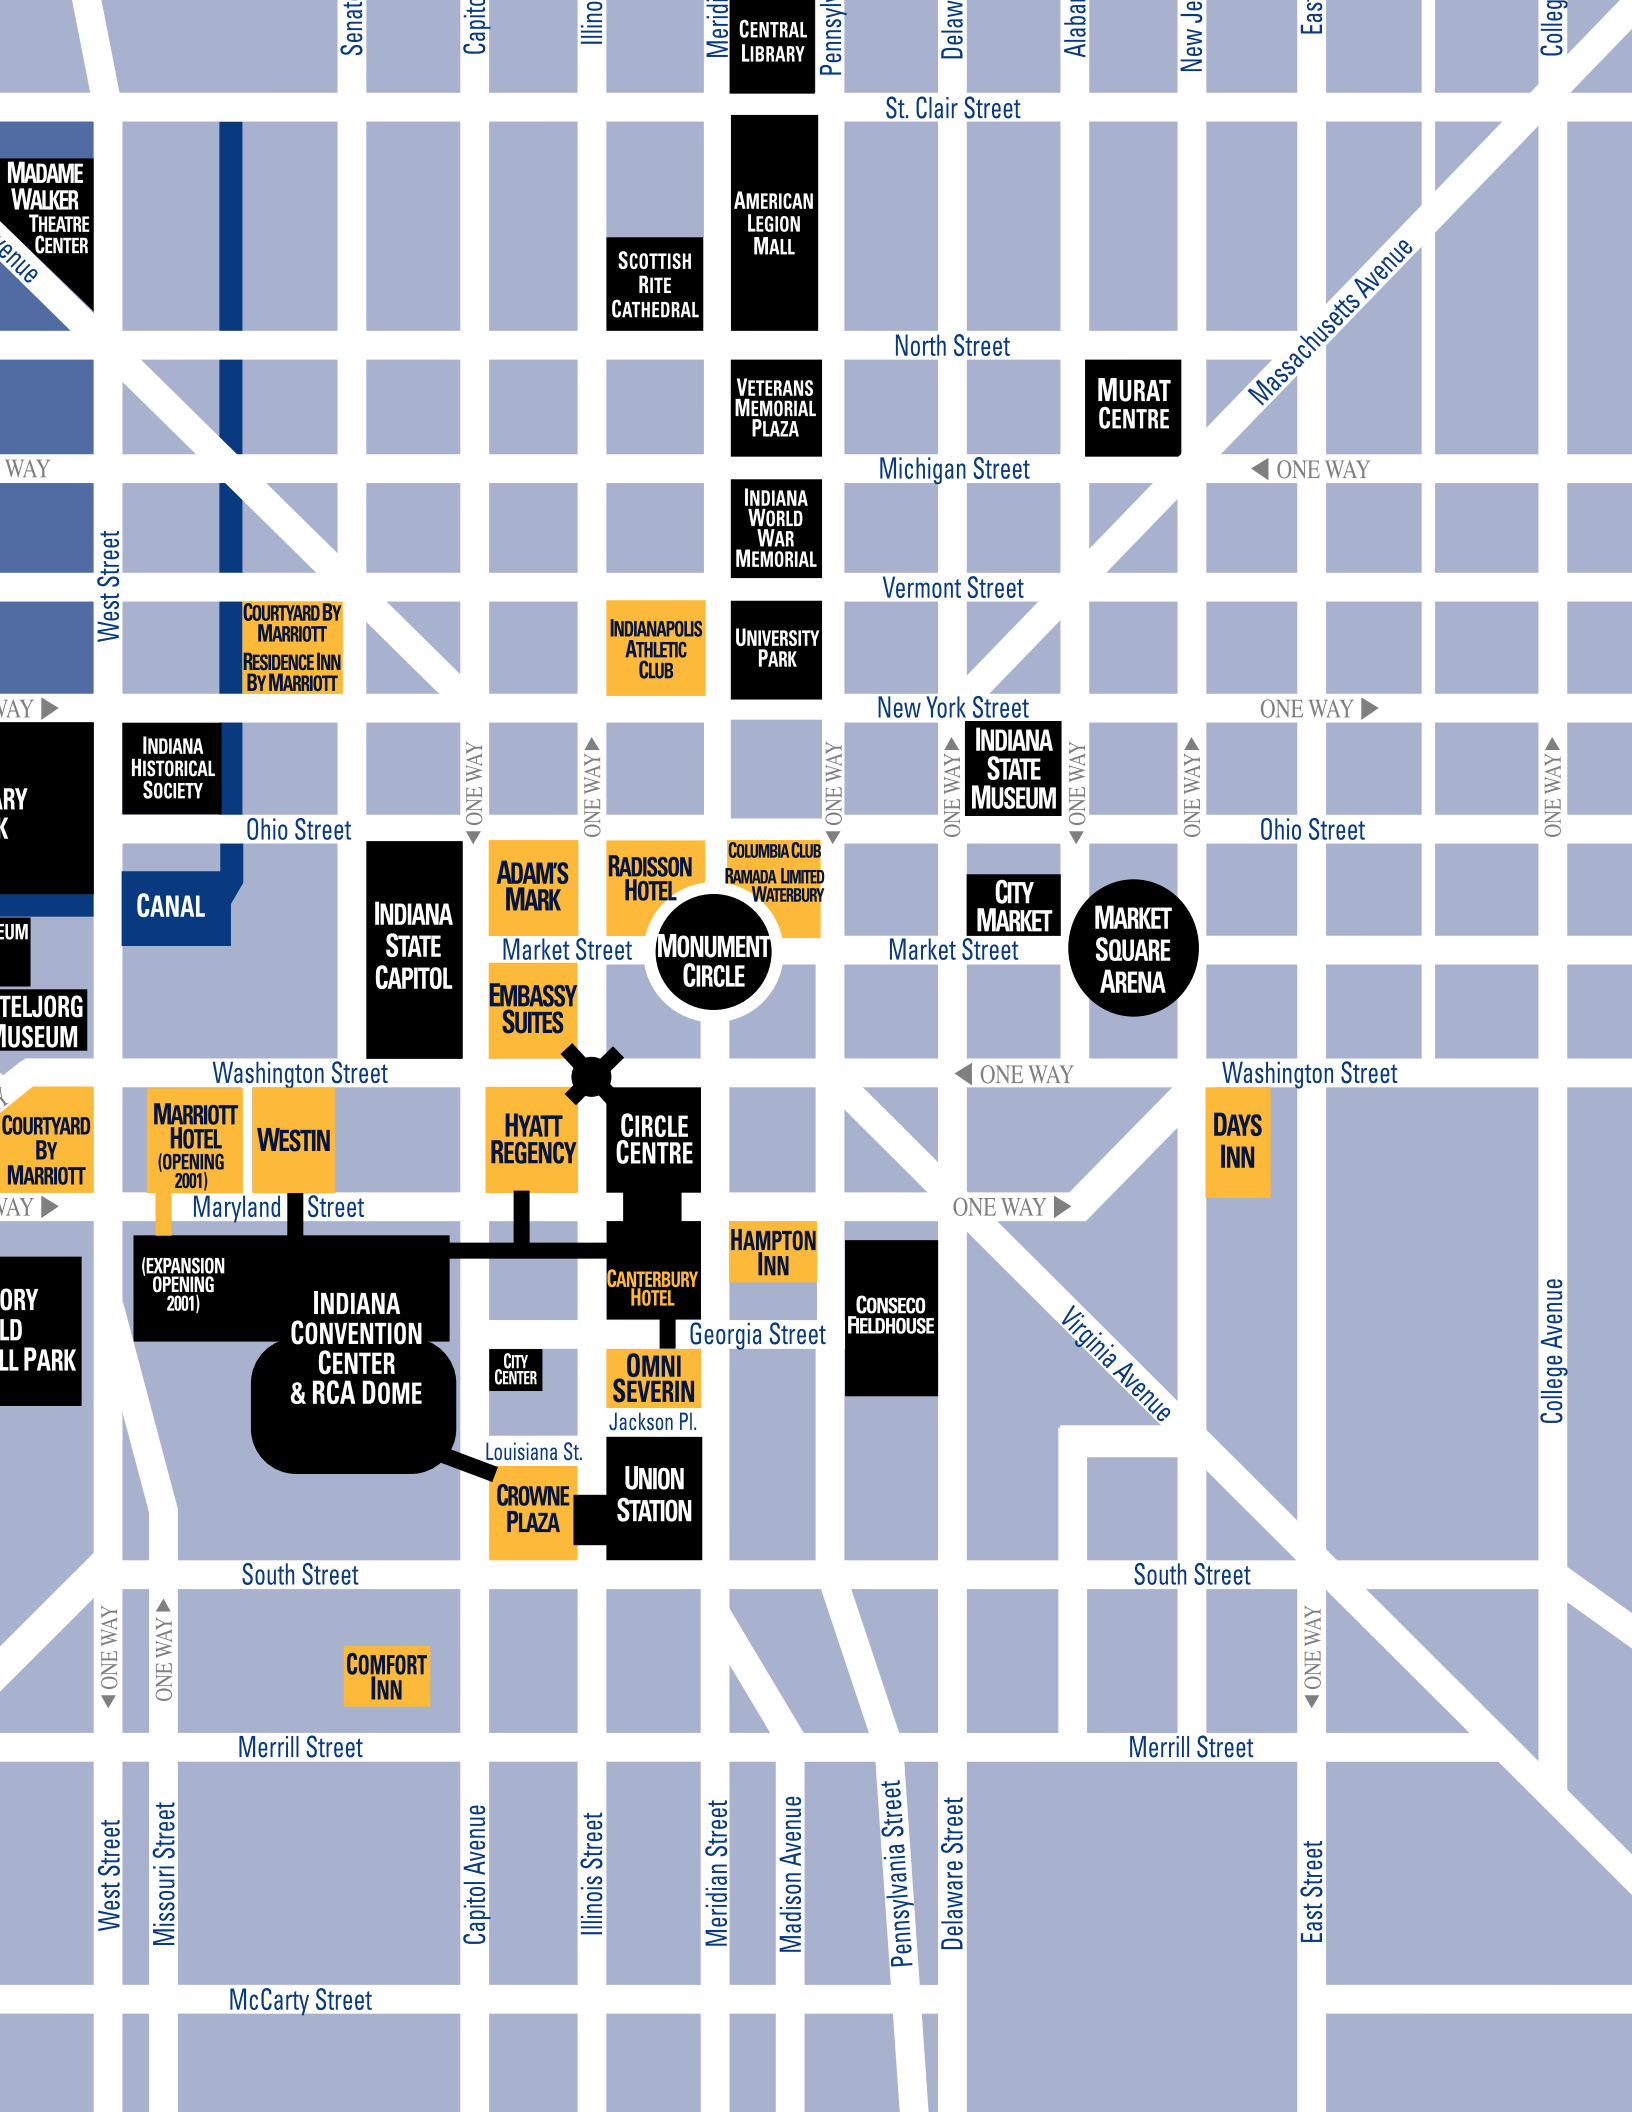 CENTRAL
LIBRARY
St. Clair Street
MADAME
WALKER
THEATRE
CENTER
AMERICAN
LEGION
MALL
SCOTTISH
RITE
CATHEDRAL
Massachusetts Avenue
North Street
VETERANS
MEMORIAL
PLAZA
MURAT
CENTRE
WAY
Michigan Street
ONE WAY
INDIANA
WORLD
WAR
MEMORIAL
West Street
Vermont Street
COURTYARD BY
MARRIOTT
RESIDENCE INN
BY MARRIOTT
INDIANAPOLIS
ATHLETIC
CLUB
UNIVERSITY
PARK
New York Street
ONE WAY
INDIANA
HISTORICAL
SOCIETY
ONE WAY
ONE WAY
ONE WAY
ONE WAY
INDIANA
STATE
MUSEUM
ONE WAY
ONE WAY
ONE WAY
Ohio Street
Ohio Street
ADAM'S
MARK
RADISSON
HOTEL
COLUMBIA CLUB
RAMADA LIMITED
WATERBURY
CANAL
INDIANA
STATE
CAPITOL
CITY
MARKET
MARKET
SQUARE
ARENA
Market Street
MONUMENT
CIRCLE
Market Street
EMBASSY
SUITES
Washington Street
ONE WAY
Washington Street
COURTYARD
BY
MARRIOTT
MARRIOTT
HOTEL
(OPENING
2001)
WESTIN
HYATT
REGENCY
CIRCLE
CENTRE
DAYS
INN
Maryland Street
ONE WAY
(EXPANSION
OPENING
2001)
INDIANA
CONVENTION
CENTER
& RCA DOME
CANTERBURY
HOTEL
HAMPTON
INN
CONSECO
FIELDHOUSE
Georgia Street
Virginia Avenue
College Avenue
LL PARK
CITY
CENTER
OMNI
SEVERIN
Jackson Pl.
Louisiana St.
CROWNE
PLAZA
UNION
STATION
South Street
South Street
ONE WAY
ONE WAY
ONE WAY
COMFORT
INN
Merrill Street
Merrill Street
West Street
Missouri Street
Capitol Avenue
Illinois Street
Meridian Street
Madison Avenue
Pennsylvania Street
Delaware Street
East Street
McCarty Street